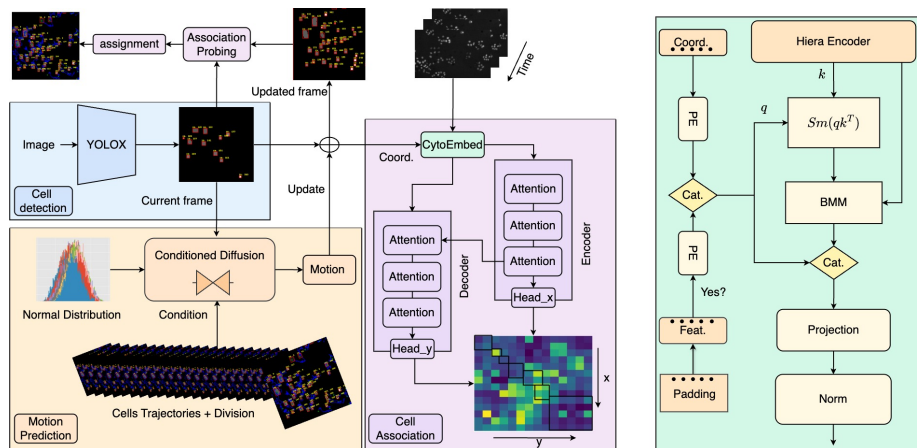 assignment
Association
Probing
Updated frame
Time
Image
YOLOX
Cell
detection
Current frame
Update
Coord.
CytoEmbed
Normal Distribution
Conditioned Diffusion
Condition
Motion
Cells Trajectories + Division
Motion
Prediction
Attention
Attention
Attention
Head_y
Decoder
Attention
Attention
Attention
Head_x
Encoder
x
y
Cell
Association
Coord.
PE
Cat.
PE
Yes?
Feat.
Padding
Hiera Encoder
k
q
Sm(qk^T)
BMM
Cat.
Projection
Norm